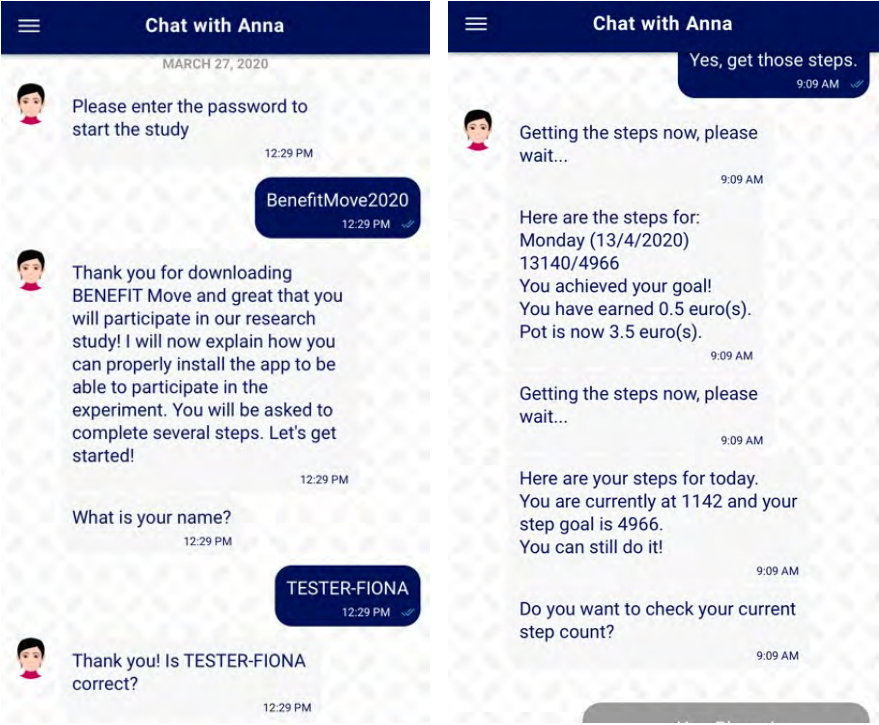 Chat with Anna
MARCH 27, 2020
Please enter the password to
start the study
12:29 PM
BenefitMove2020
12:29 PM
Thank you for downloading
BENEFIT Move and great that you
will participate in our research
study! I will now explain how you
can properly install the app to be
able to participate in the
experiment. You will be asked to
complete several steps. Let's get
started!
12:29 PM
What is your name?
12:29 PM
TESTER-FIONA
12:29 PM
Thank you! Is TESTER-FIONA
correct?
12:29 PM
Chat with Anna
Yes, get those steps.
9:09 AM
Getting the steps now, please
wait...
9:09 AM
Here are the steps for:
Monday (13/4/2020)
13140/4966
You achieved your goal!
You have earned 0.5 euro(s).
Pot is now 3.5 euro(s).
9:09 AM
Getting the steps now, please
wait...
9:09 AM
Here are your steps for today.
You are currently at 1142 and your
step goal is 4966.
You can still do it!
9:09 AM
Do you want to check your current
step count?
9:09 AM